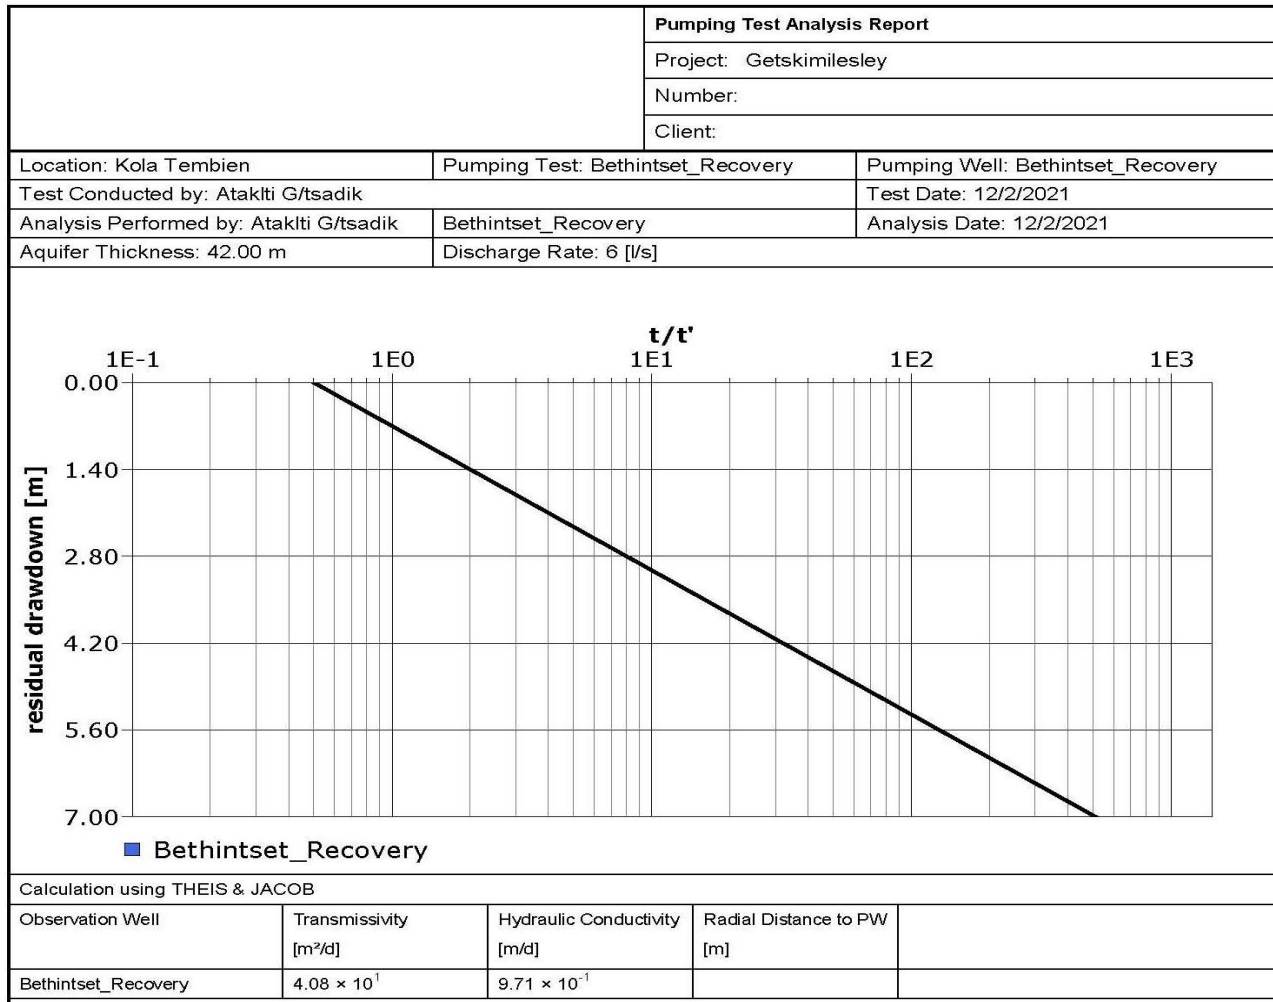 Pumping Test Analysis Report
Project: Getskimilesley
Number:
Client:
Location: Kola Tembien
Pumping Test: Bethintset_Recovery
Pumping Well: Bethintset_Recovery
Test Conducted by: Ataklti G/tsadik
Test Date: 12/2/2021
Analysis Performed by: Ataklti G/tsadik
Bethintset_Recovery
Analysis Date: 12/2/2021
Aquifer Thickness: 42.00 m
Discharge Rate: 6 [l/s]
t/t'
1E-1 1E0 1E1 1E2 1E3
0.00
1.40
2.80
4.20
5.60
7.00
residual drawdown [m]
Bethintset_Recovery
Calculation using THEIS & JACOB
Observation Well
Transmissivity
[m²/d]
Hydraulic Conductivity
[m/d]
Radial Distance to PW
[m]
Bethintset_Recovery
4.08 × 10¹
9.71 × 10⁻¹